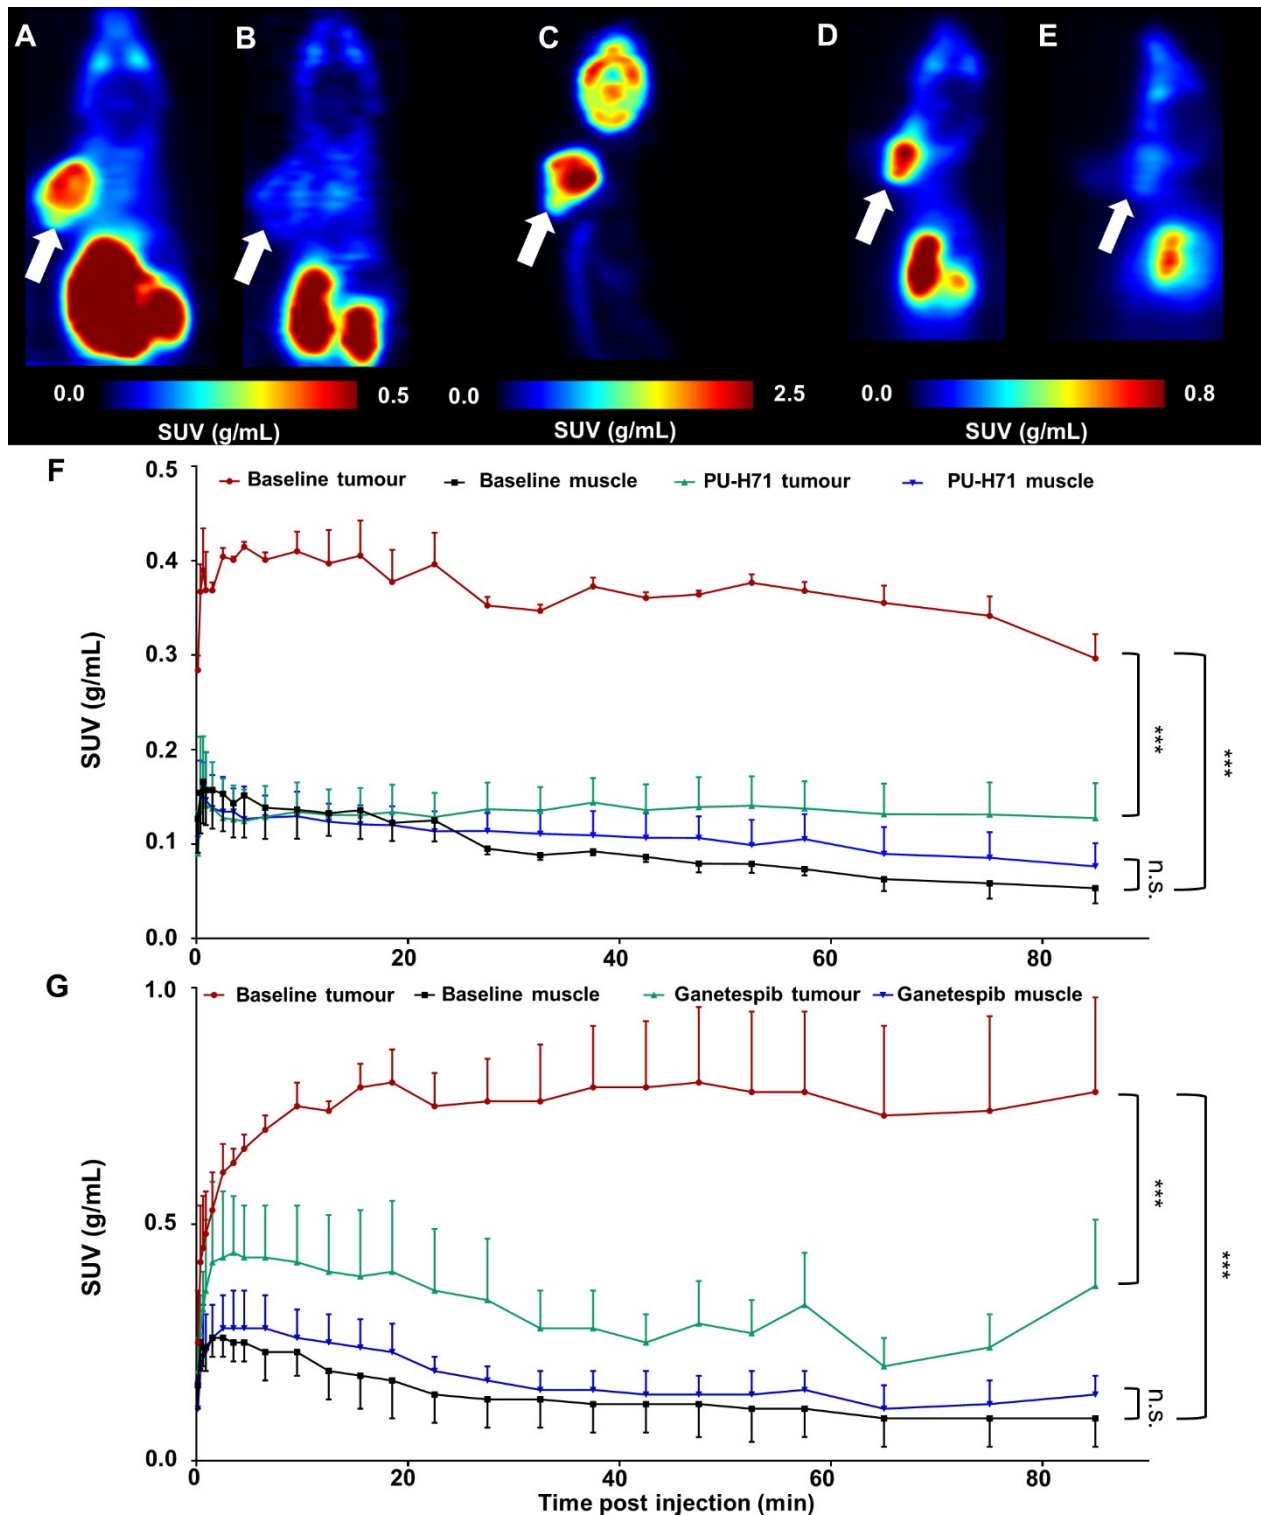 A B C D E
0.0 0.5 0.0 2.5 0.0 0.8
SUV (g/mL) SUV (g/mL) SUV (g/mL)
F
Baseline tumour Baseline muscle PU-H71 tumour PU-H71 muscle
SUV (g/mL)
0.5
0.4
0.3
0.2
0.1
0.0
0 20 40 60 80
***
***
n.s.
G
Baseline tumour Baseline muscle Ganetespib tumour Ganetespib muscle
SUV (g/mL)
1.0
0.5
0.0
0 20 40 60 80
***
***
n.s.
Time post injection (min)